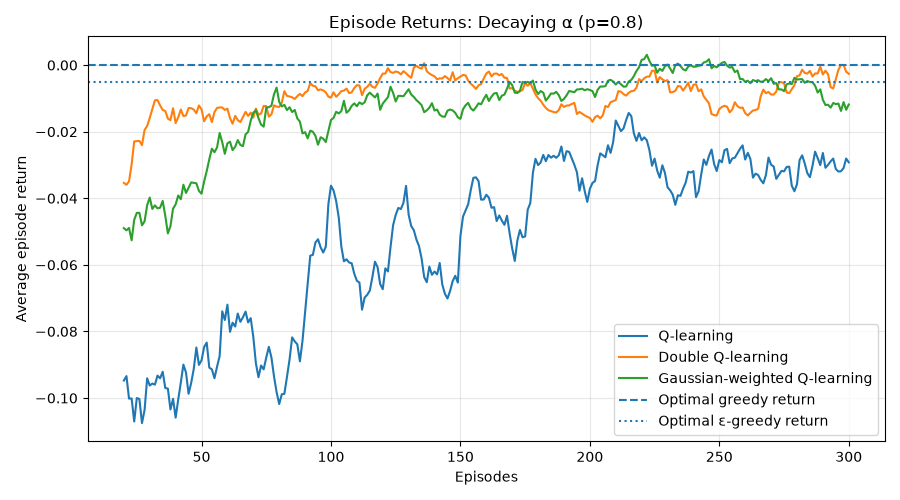 Episode Returns: Decaying α (p=0.8)
Average episode return
0.00
−0.02
−0.04
−0.06
−0.08
−0.10
50
100
150
200
250
300
Episodes
Q-learning
Double Q-learning
Gaussian-weighted Q-learning
Optimal greedy return
Optimal ε-greedy return